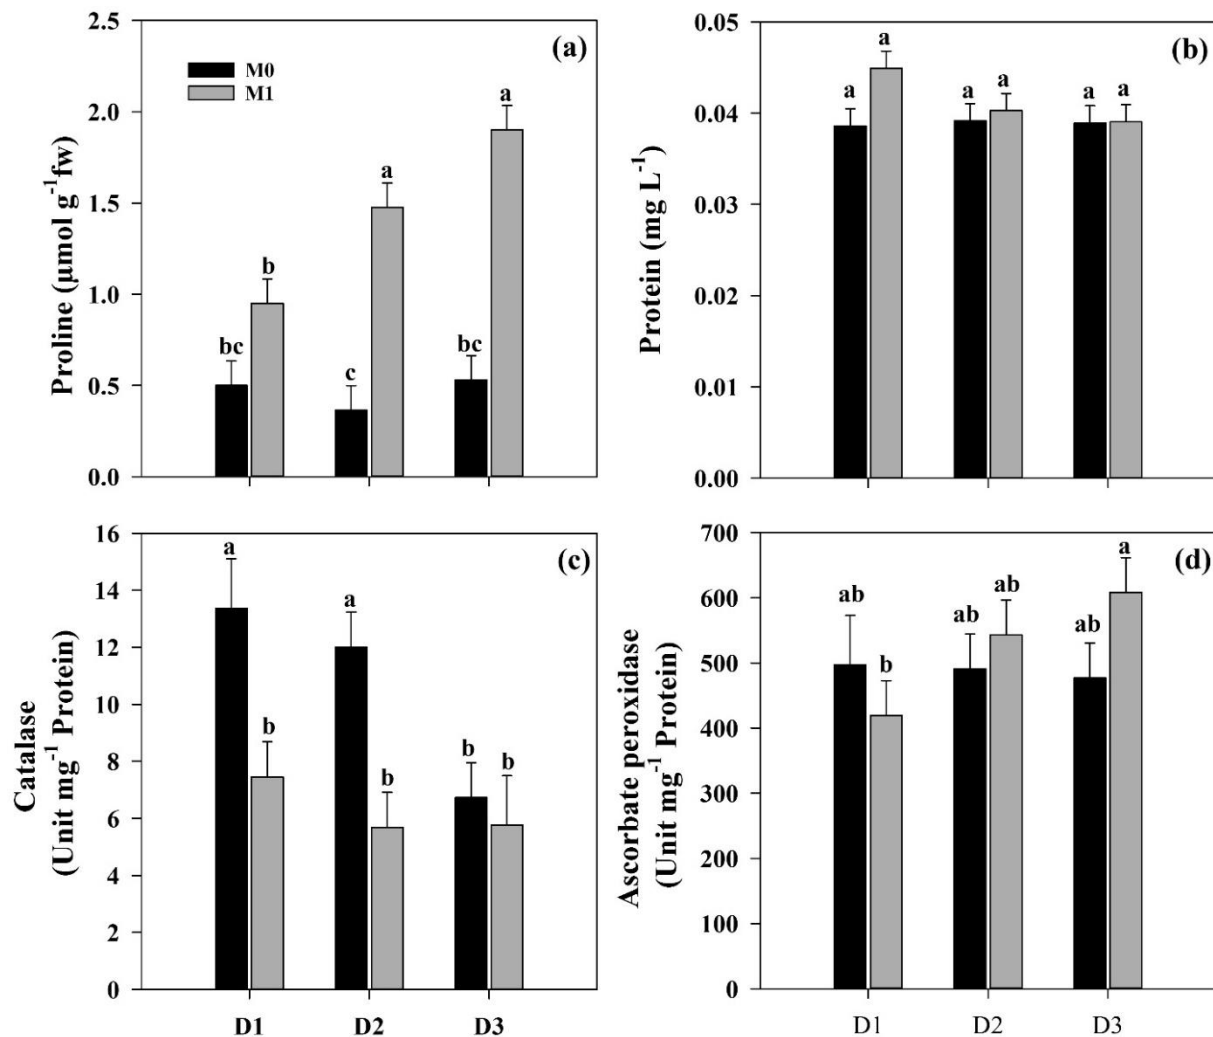 (a)
M0
M1
2.5
2.0
1.5
1.0
0.5
0.0
Proline (µmol g⁻¹fw)
bc
b
c
a
bc
a
(b)
0.05
0.04
0.03
0.02
0.01
0.00
Protein (mg L⁻¹)
a
a
a
a
a
a
(c)
16
14
12
10
8
6
4
2
0
Catalase
(Unit mg⁻¹ Protein)
a
b
a
b
b
b
D1 D2 D3
(d)
700
600
500
400
300
200
100
0
Ascorbate peroxidase
(Unit mg⁻¹ Protein)
ab
b
ab
ab
ab
a
D1 D2 D3